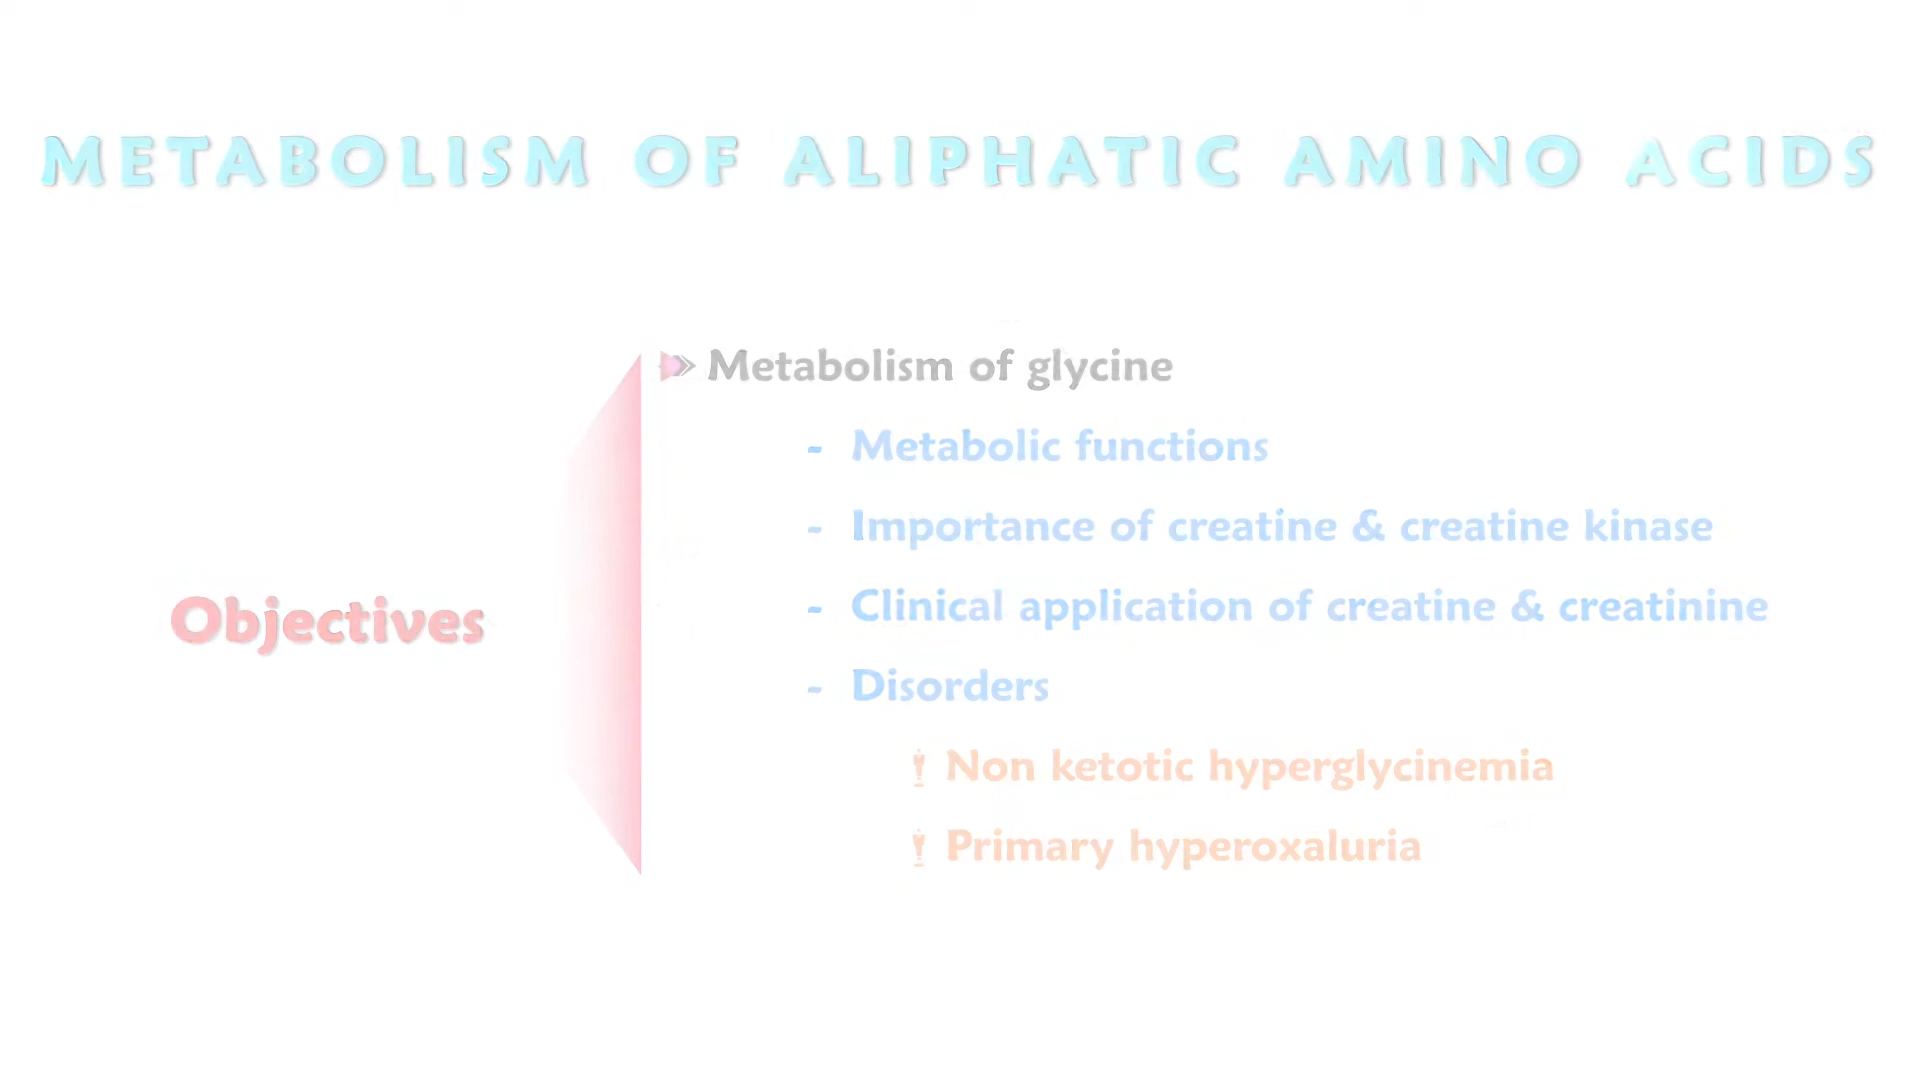 METABOLISM OF ALIPHATIC AMINO ACIDS
Objectives
Metabolism of glycine
- Metabolic functions
- Importance of creatine & creatine kinase
- Clinical application of creatine & creatinine
- Disorders
Non ketotic hyperglycinemia
Primary hyperoxaluria